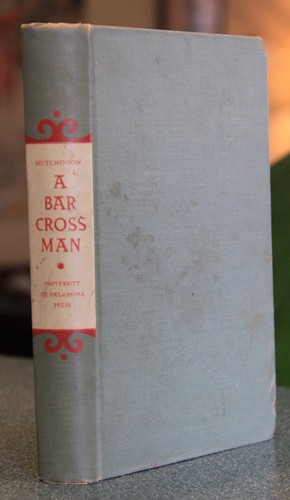 HUTCHINSON
A
BAR
CROSS
MAN
UNIVERSITY
OF OKLAHOMA
PRESS